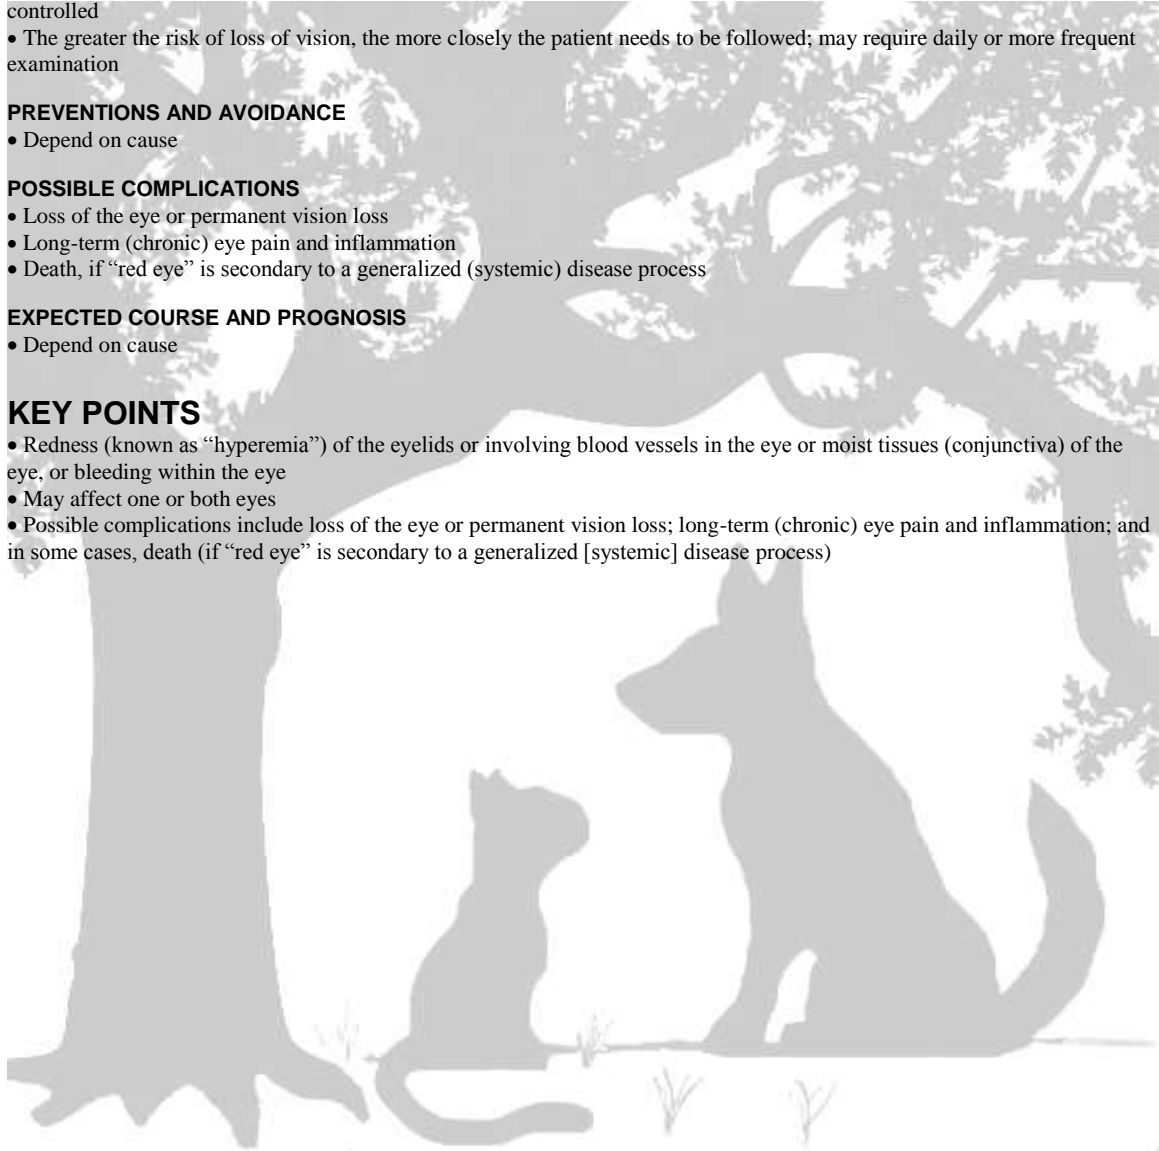 controlled
• The greater the risk of loss of vision, the more closely the patient needs to be followed; may require daily or more frequent
examination
PREVENTIONS AND AVOIDANCE
• Depend on cause
POSSIBLE COMPLICATIONS
• Loss of the eye or permanent vision loss
• Long-term (chronic) eye pain and inflammation
• Death, if “red eye” is secondary to a generalized (systemic) disease process
EXPECTED COURSE AND PROGNOSIS
• Depend on cause
KEY POINTS
• Redness (known as “hyperemia”) of the eyelids or involving blood vessels in the eye or moist tissues (conjunctiva) of the
eye, or bleeding within the eye
• May affect one or both eyes
• Possible complications include loss of the eye or permanent vision loss; long-term (chronic) eye pain and inflammation; and
in some cases, death (if “red eye” is secondary to a generalized [systemic] disease process)